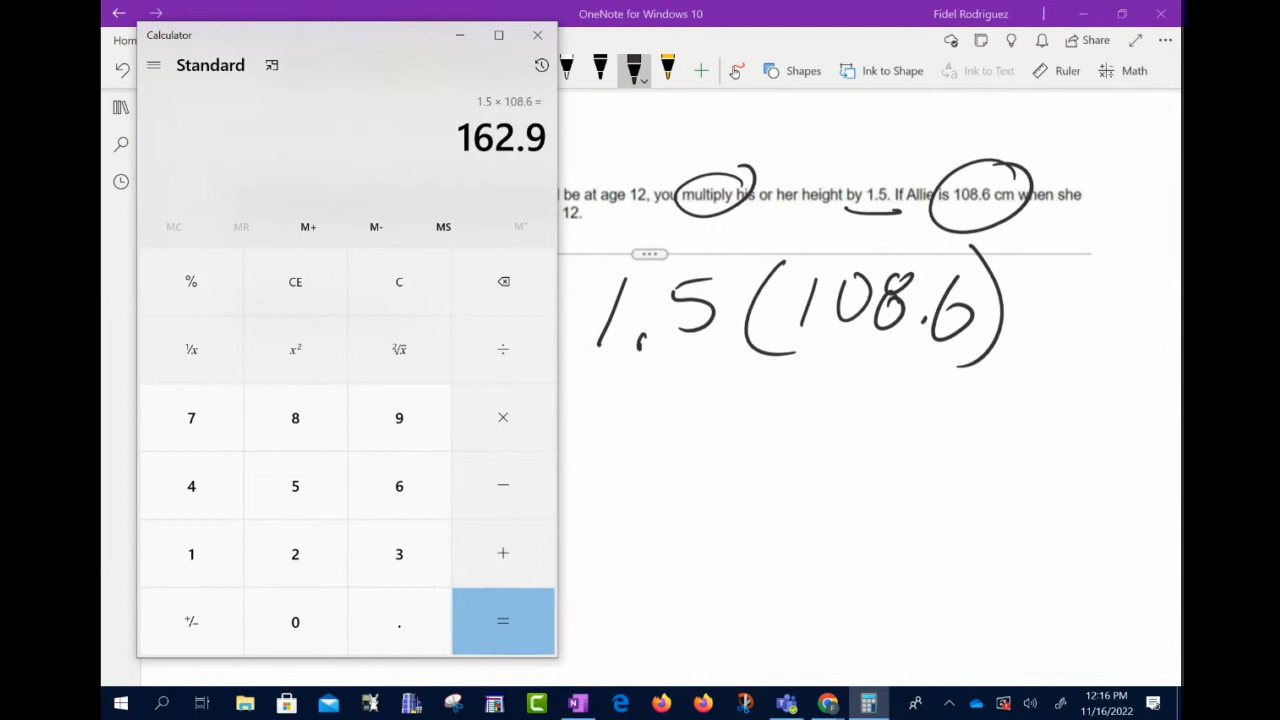 OneNote for Windows 10
Fidel Rodriguez
Calculator
Hom
Share
Standard
Shapes
Ink to Shape
Ink to Text
Ruler
Math
1.5 × 108.6 =
162.9
be at age 12, you multiply his or her height by 1.5. If Allie is 108.6 cm when she
12.
MC MR M+ M- MS M˅
1.5(108.6)
% CE C
¹/x x² ²√x ÷
7 8 9 ×
4 5 6 −
1 2 3 +
+/− 0 . =
12:16 PM
11/16/2022